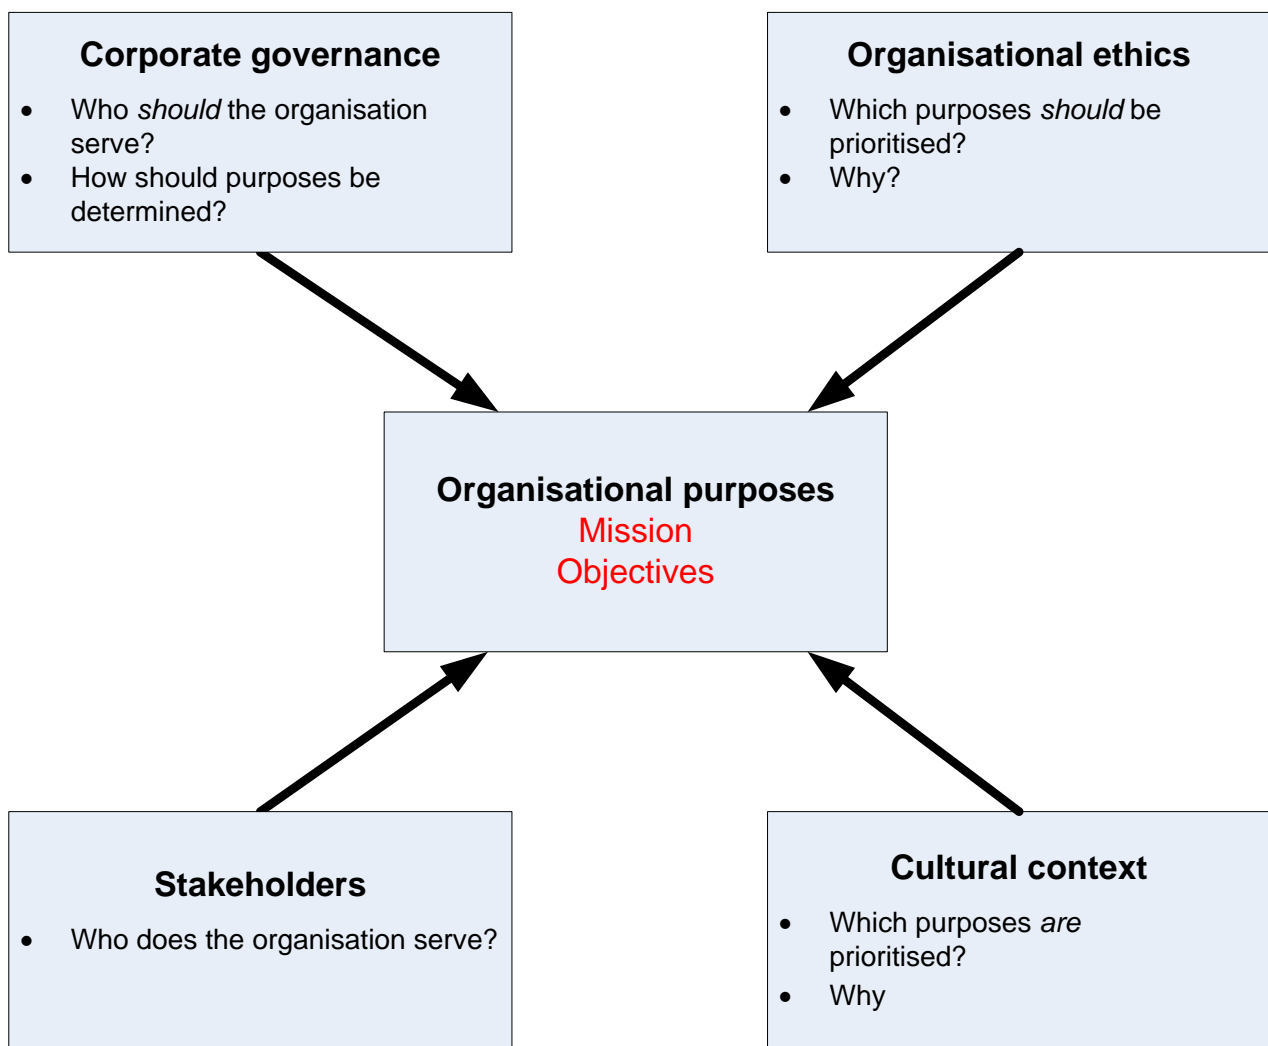 Corporate governance
• Who should the organisation
serve?
• How should purposes be
determined?
Organisational ethics
• Which purposes should be
prioritised?
• Why?
Organisational purposes
Mission
Objectives
Stakeholders
• Who does the organisation serve?
Cultural context
• Which purposes are
prioritised?
• Why